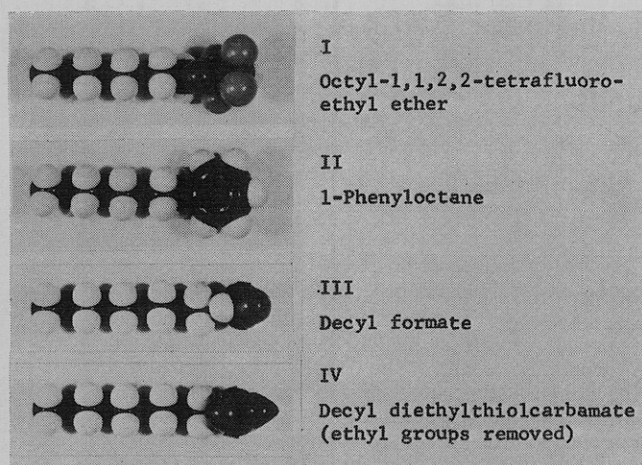 I
Octyl-1,1,2,2-tetrafluoro-
ethyl ether
II
1-Phenyloctane
III
Decyl formate
IV
Decyl diethylthiolcarbamate
(ethyl groups removed)